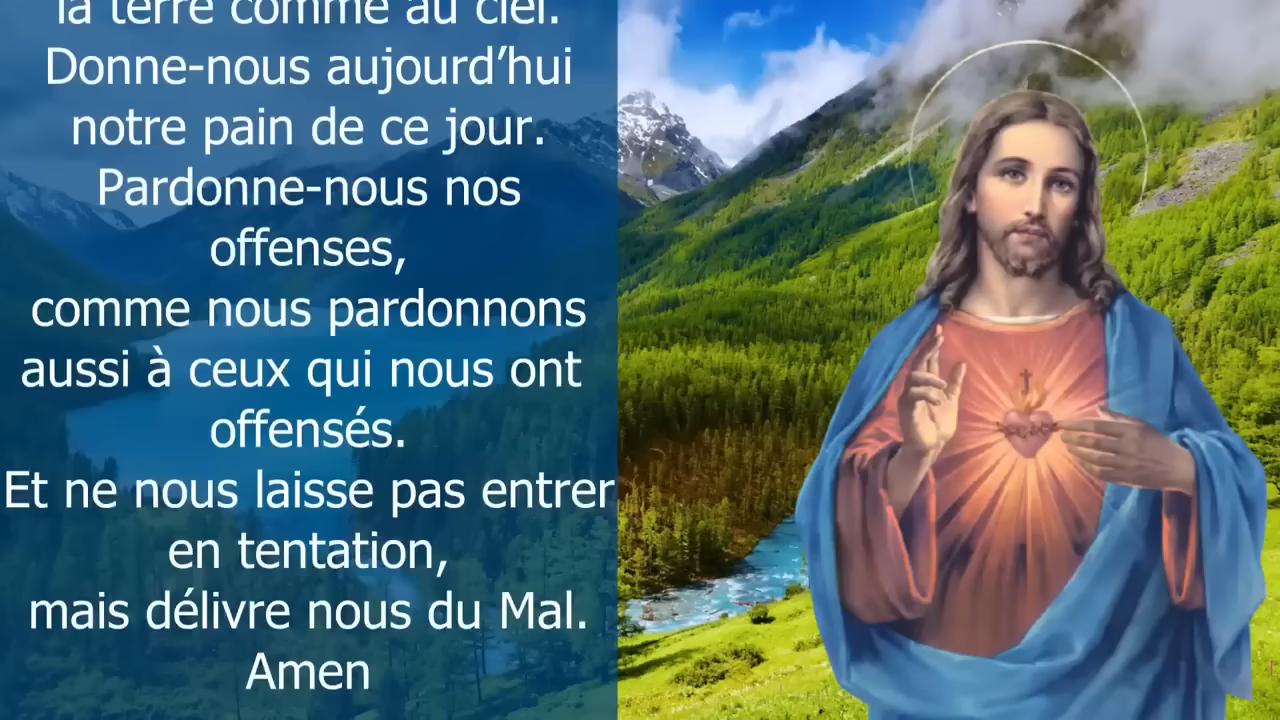 la terre comme au ciel.
Donne-nous aujourd’hui
notre pain de ce jour.
Pardonne-nous nos
offenses,
comme nous pardonnons
aussi à ceux qui nous ont
offensés.
Et ne nous laisse pas entrer
en tentation,
mais délivre nous du Mal.
Amen